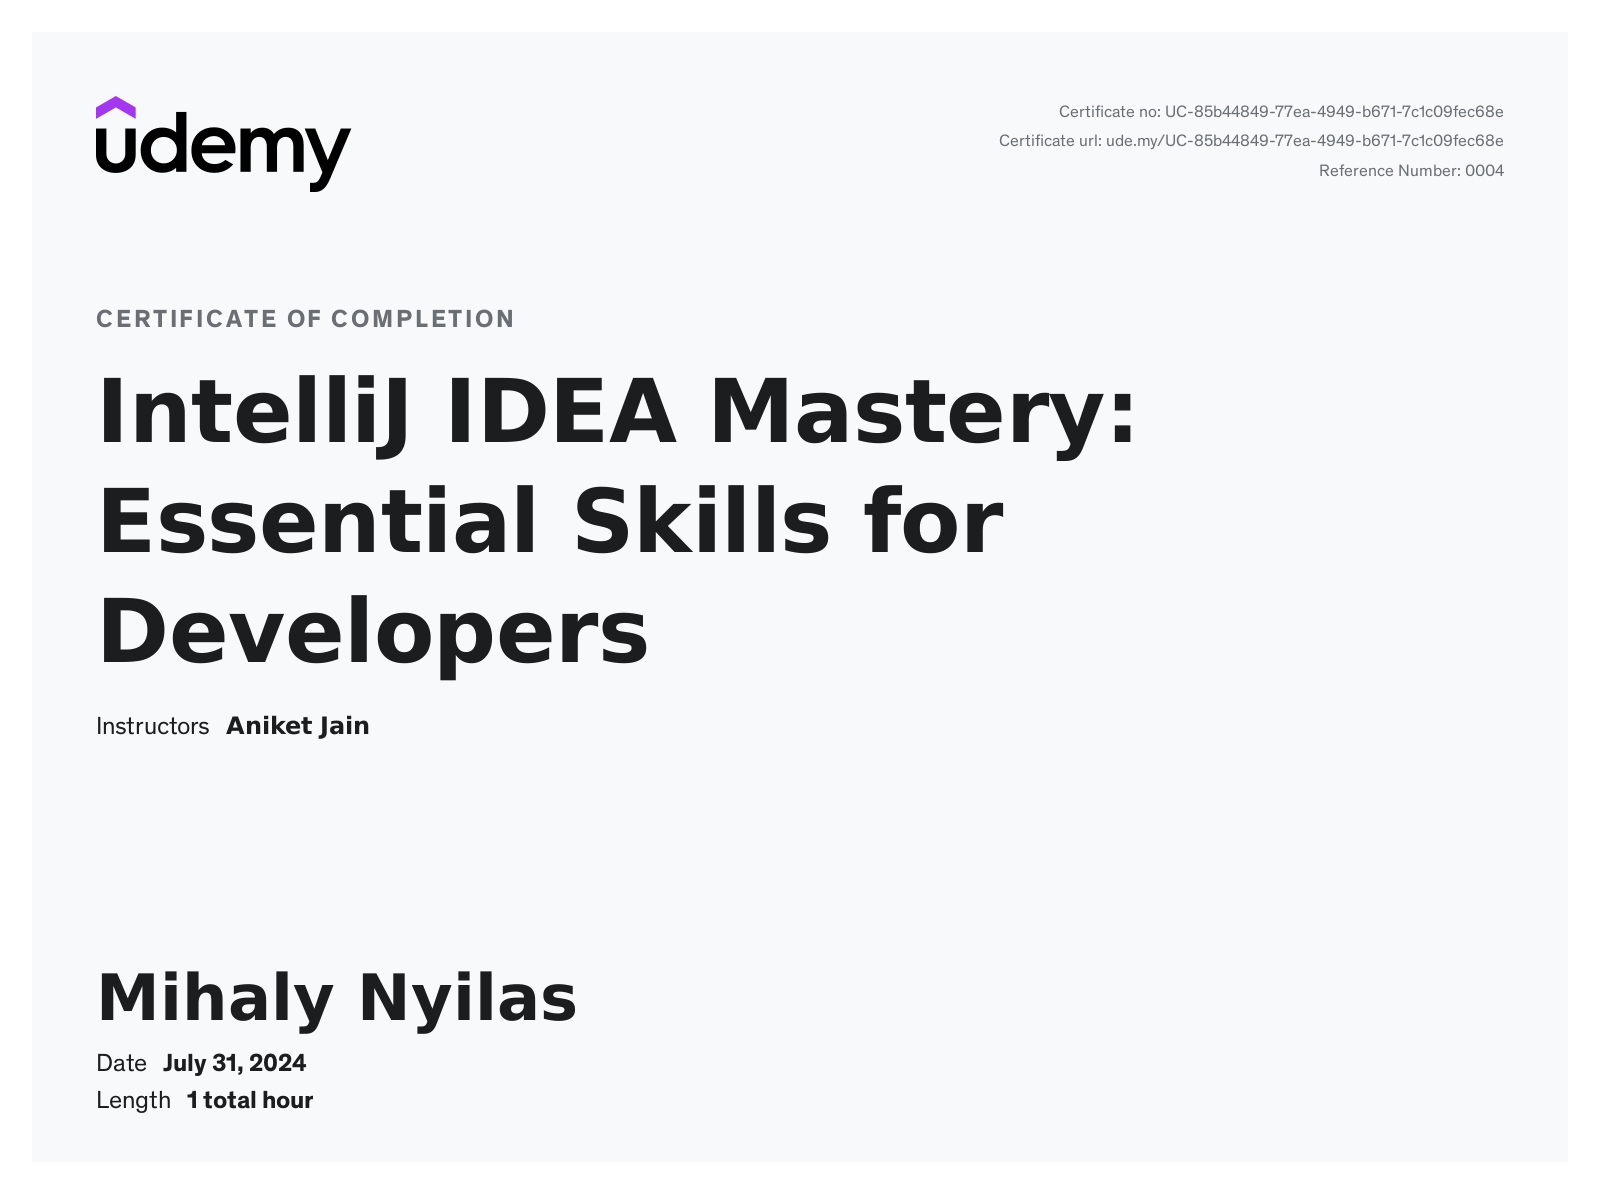 udemy
Certificate no: UC-85b44849-77ea-4949-b671-7c1c09fec68e
Certificate url: ude.my/UC-85b44849-77ea-4949-b671-7c1c09fec68e
Reference Number: 0004
CERTIFICATE OF COMPLETION
IntelliJ IDEA Mastery:
Essential Skills for
Developers
Instructors Aniket Jain
Mihaly Nyilas
Date July 31, 2024
Length 1 total hour